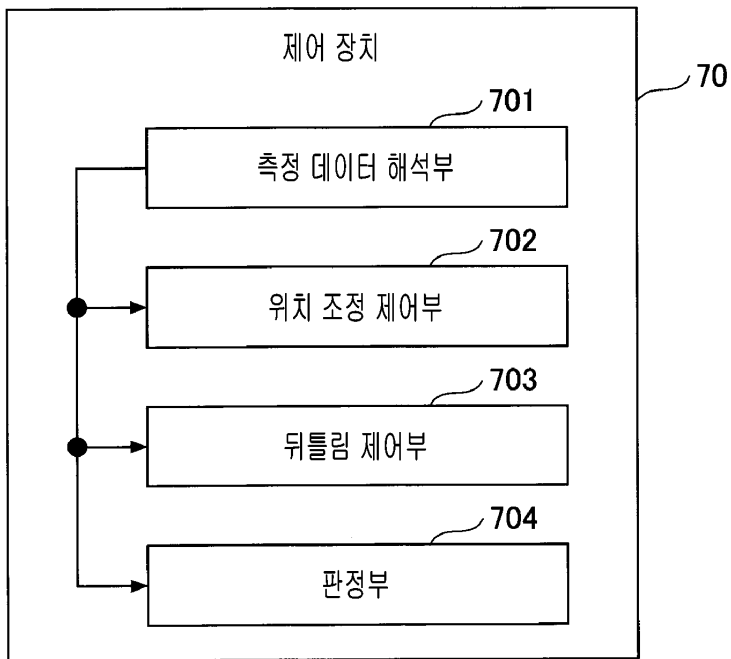 제어 장치
70
701
측정 데이터 해석부
702
위치 조정 제어부
703
뒤틀림 제어부
704
판정부